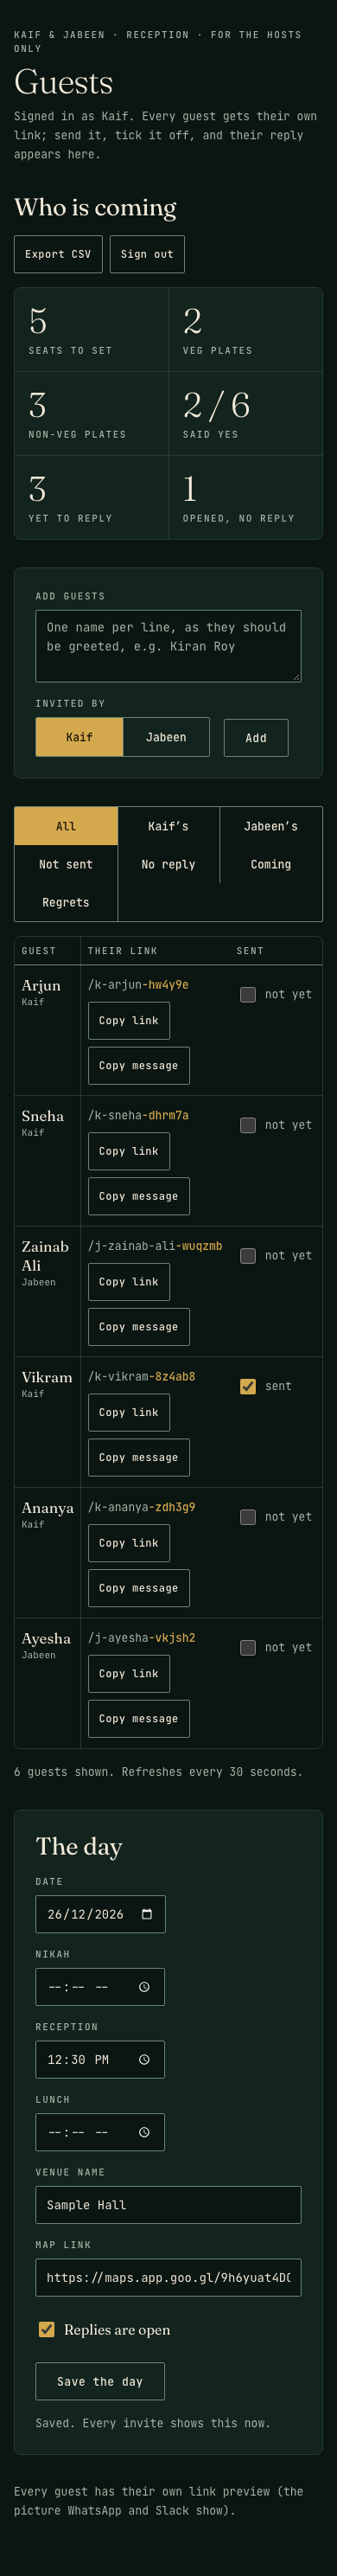 KAIF & JABEEN · RECEPTION · FOR THE HOSTS
ONLY
Guests
Signed in as Kaif. Every guest gets their own
link; send it, tick it off, and their reply
appears here.
Who is coming
Export CSV
Sign out
5
SEATS TO SET
2
VEG PLATES
3
NON-VEG PLATES
2 / 6
SAID YES
3
YET TO REPLY
1
OPENED, NO REPLY
ADD GUESTS
One name per line, as they should
be greeted, e.g. Kiran Roy
INVITED BY
Kaif
Jabeen
Add
All
Kaif’s
Jabeen’s
Not sent
No reply
Coming
Regrets
GUEST
THEIR LINK
SENT
Arjun
Kaif
/k-arjun-hw4y9e
Copy link
Copy message
not yet
Sneha
Kaif
/k-sneha-dhrm7a
Copy link
Copy message
not yet
Zainab
Ali
Jabeen
/j-zainab-ali-wuqzmb
Copy link
Copy message
not yet
Vikram
Kaif
/k-vikram-8z4ab8
Copy link
Copy message
sent
Ananya
Kaif
/k-ananya-zdh3g9
Copy link
Copy message
not yet
Ayesha
Jabeen
/j-ayesha-vkjsh2
Copy link
Copy message
not yet
6 guests shown. Refreshes every 30 seconds.
The day
DATE
26/12/2026
NIKAH
--:-- --
RECEPTION
12:30 PM
LUNCH
--:-- --
VENUE NAME
Sample Hall
MAP LINK
https://maps.app.goo.gl/9h6yuat4D
Replies are open
Save the day
Saved. Every invite shows this now.
Every guest has their own link preview (the
picture WhatsApp and Slack show).